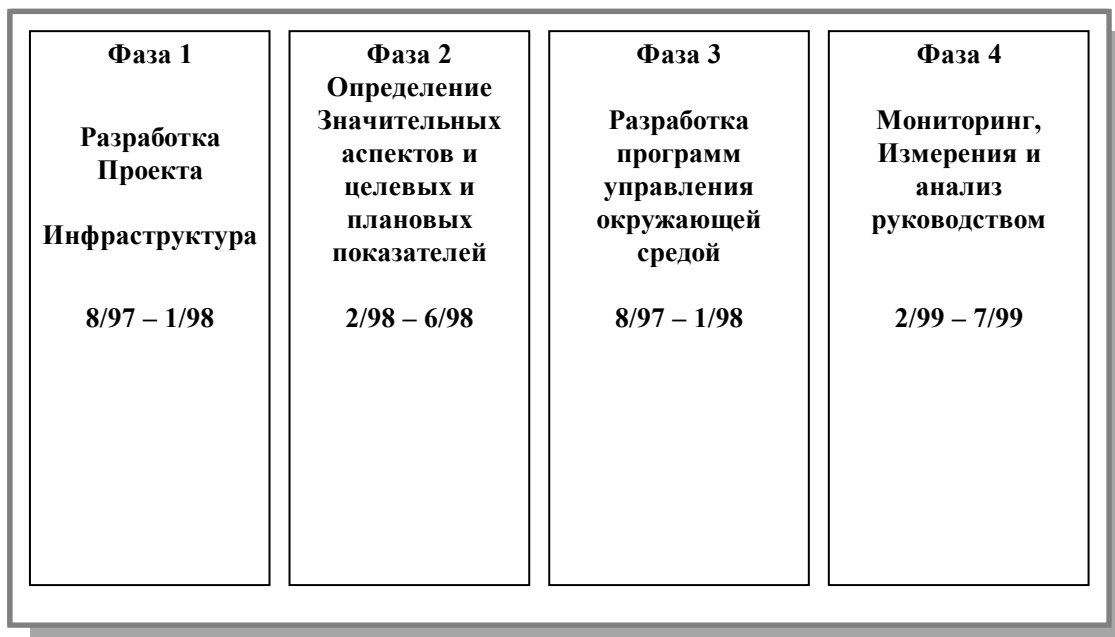 Фаза 1
Разработка
Проекта
Инфраструктура
8/97 – 1/98
Фаза 2
Определение
Значительных
аспектов и
целевых и
плановых
показателей
2/98 – 6/98
Фаза 3
Разработка
программ
управления
окружающей
средой
8/97 – 1/98
Фаза 4
Мониторинг,
Измерения и
анализ
руководством
2/99 – 7/99